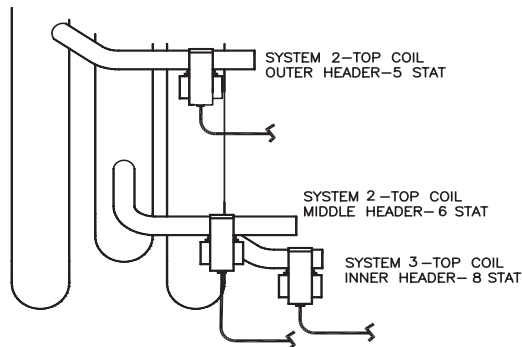 SYSTEM 2-TOP COIL
OUTER HEADER-5 STAT
SYSTEM 2-TOP COIL
MIDDLE HEADER-6 STAT
SYSTEM 3-TOP COIL
INNER HEADER-8 STAT